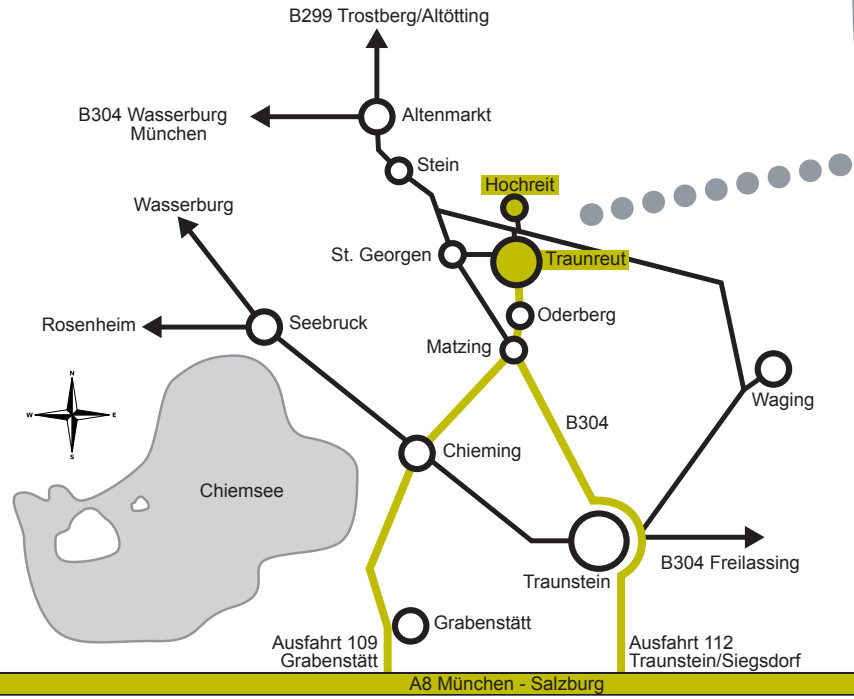 B299 Trostberg/Altötting
B304 Wasserburg
München
Altenmarkt
Stein
Hochreit
Wasserburg
St. Georgen
Traunreut
Rosenheim
Seebruck
Oderberg
Matzing
N
W
E
S
Waging
B304
Chieming
Chiemsee
B304 Freilassing
Traunstein
Grabenstätt
Ausfahrt 109
Grabenstätt
Ausfahrt 112
Traunstein/Siegsdorf
A8 München - Salzburg